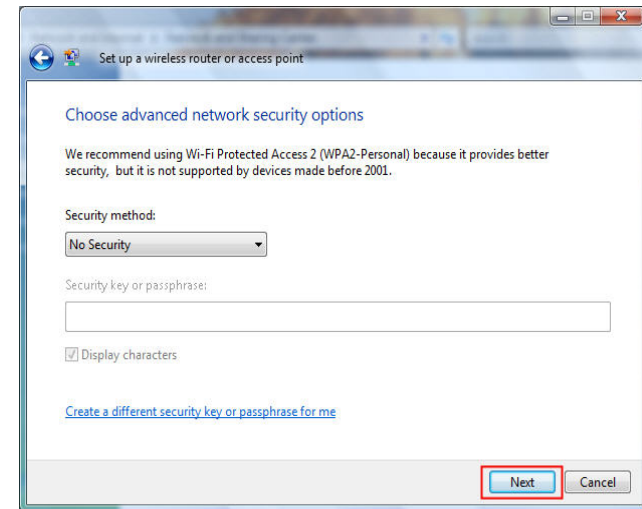 Set up a wireless router or access point
Choose advanced network security options
We recommend using Wi-Fi Protected Access 2 (WPA2-Personal) because it provides better
security, but it is not supported by devices made before 2001.
Security method:
No Security
Security key or passphrase:
Display characters
Create a different security key or passphrase for me
Next
Cancel